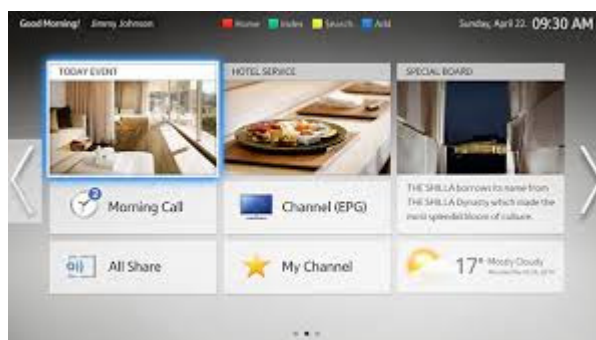 Good Morning! Jimmy Johnson
Home Index Search Add
Sunday, April 22. 09:30 AM
TODAY EVENT
HOTEL SERVICE
SPECIAL BOARD
2
Morning Call
Channel (EPG)
THE SHILLA borrows its name from
THE SHILLA Dynasty which made the
most splendid bloom of culture.
All Share
My Channel
17° Mostly Cloudy